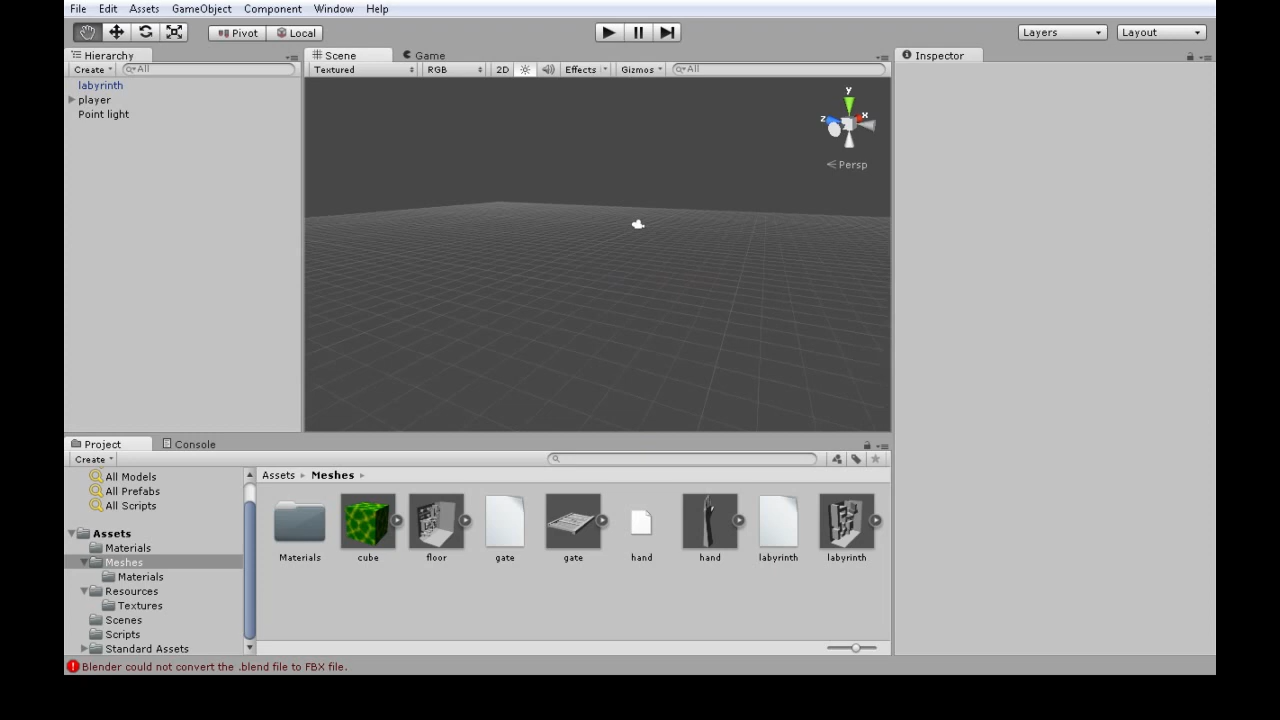 File Edit Assets GameObject Component Window Help
Pivot Local Layers Layout
Hierarchy Scene Game Inspector
Create All Textured RGB 2D Effects Gizmos All
labyrinth
player
Point light
y
z x
Persp
Project Console
Create
Assets Meshes
All Models
All Prefabs
All Scripts
Assets
Materials
Meshes
Materials
Resources
Textures
Scenes
Scripts
Standard Assets
Materials cube floor gate gate hand hand labyrinth labyrinth
Blender could not convert the .blend file to FBX file.